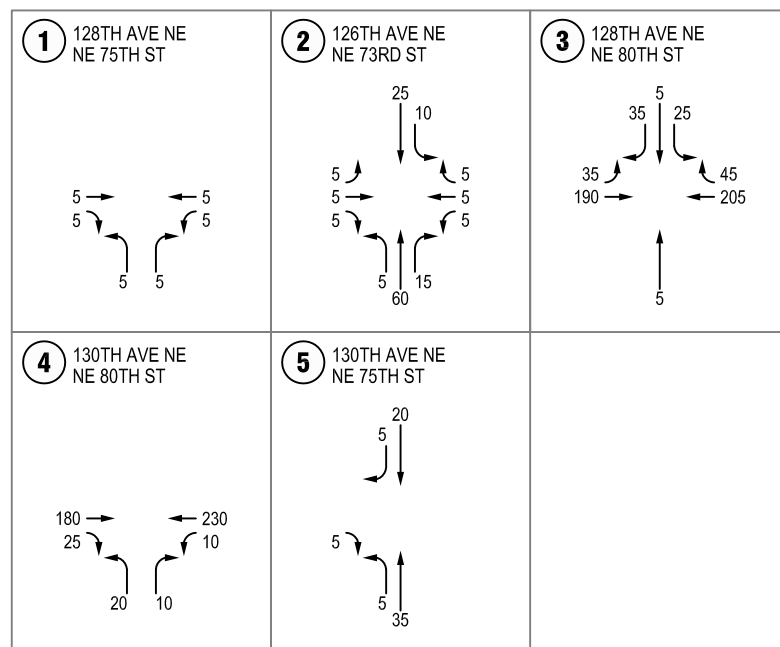 1 128TH AVE NE
NE 75TH ST
5 5
5 5
5 5
2 126TH AVE NE
NE 73RD ST
25
10
5 5
5 5
5 5
5 15
60
3 128TH AVE NE
NE 80TH ST
5
35 25
35 45
190 205
5
4 130TH AVE NE
NE 80TH ST
180 230
25 10
20 10
5 130TH AVE NE
NE 75TH ST
20
5
5
5
35